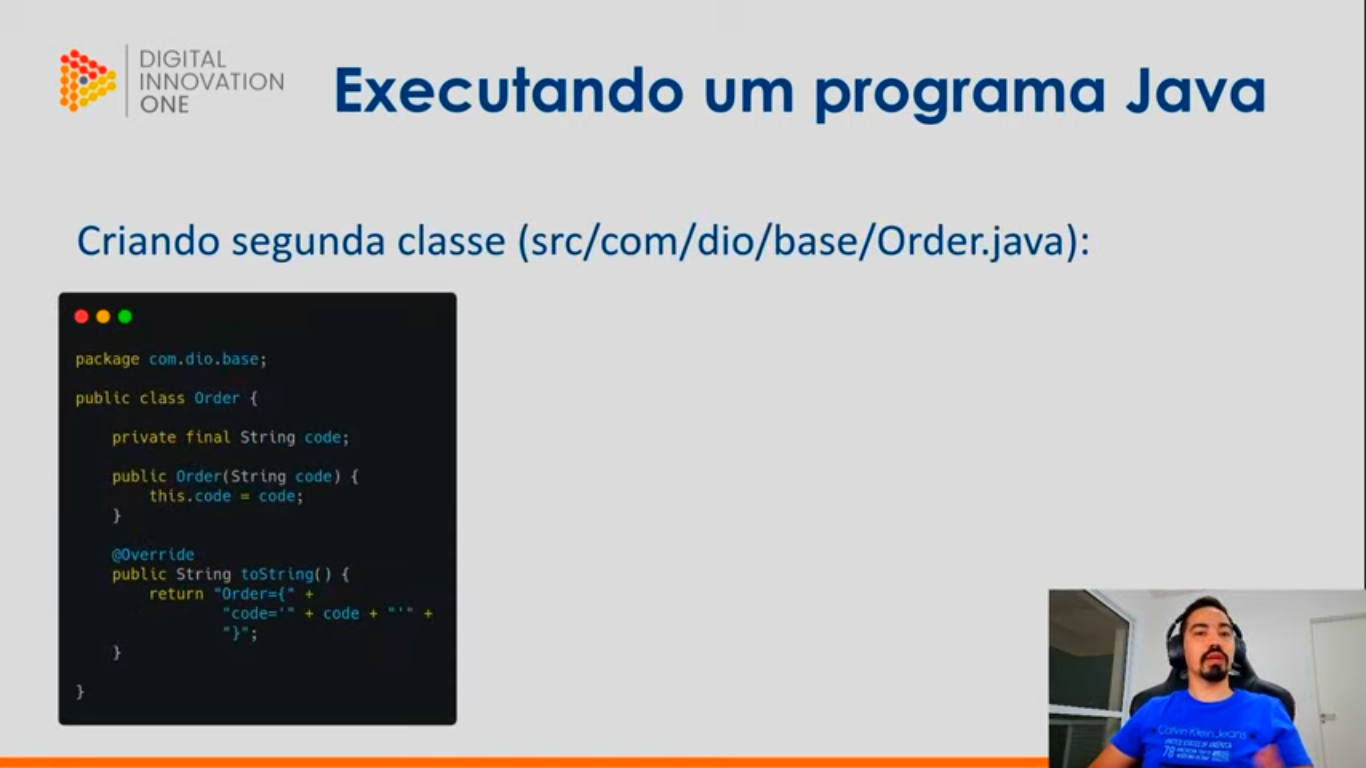 DIGITAL
INNOVATION
ONE
Executando um programa Java
Criando segunda classe (src/com/dio/base/Order.java):
package com.dio.base;
public class Order {
private final String code;
public Order(String code) {
this.code = code;
}
@Override
public String toString() {
return "Order={" +
"code='" + code + "'" +
"}";
}
}
Calvin Klein Jeans
UNITED STATES OF AMERICA
78